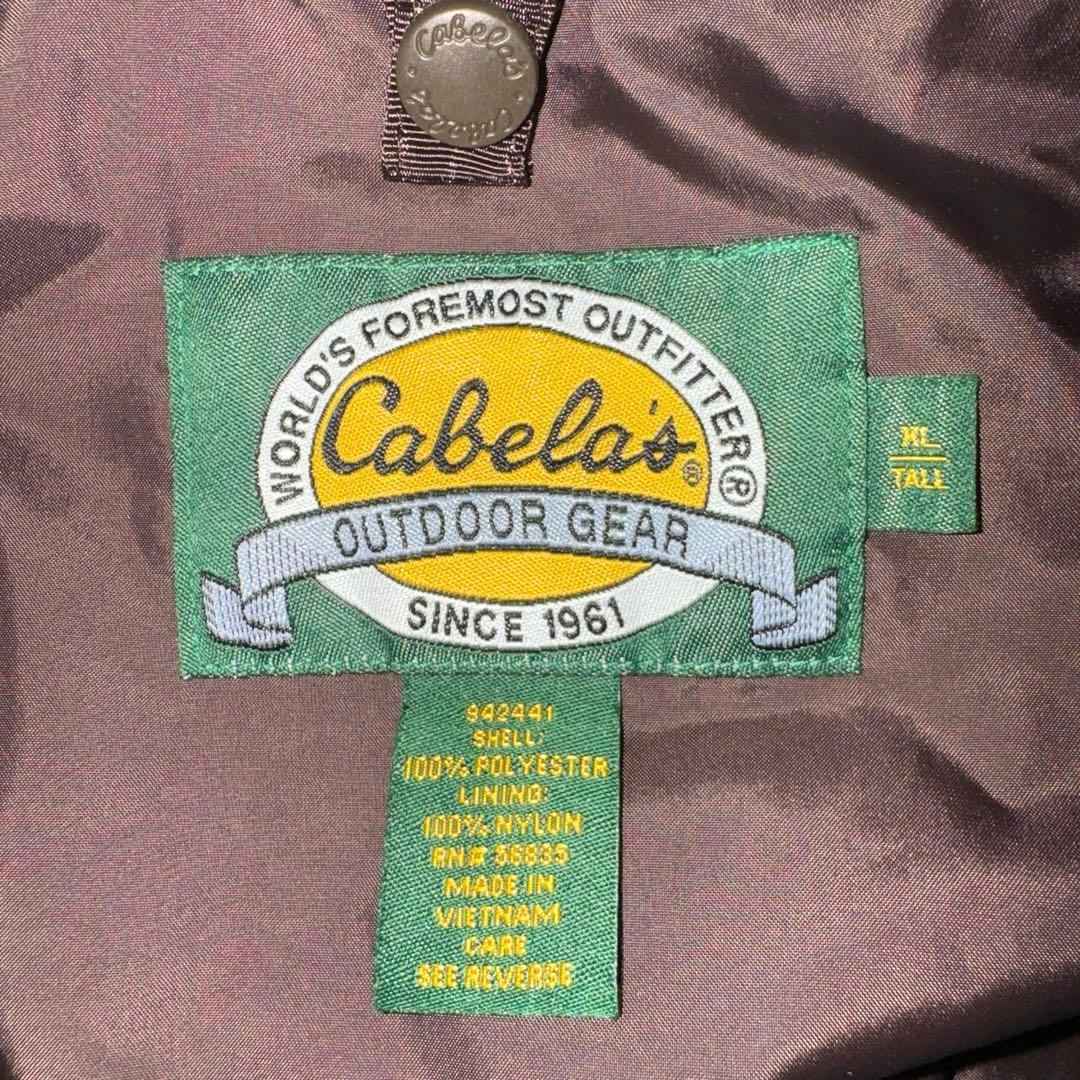 Cabela's
WORLD'S FOREMOST OUTFITTER®
Cabela's®
OUTDOOR GEAR
SINCE 1961
XL
TALL
942441
SHELL:
100% POLYESTER
LINING:
100% NYLON
RN# 56835
MADE IN
VIETNAM
CARE
SEE REVERSE